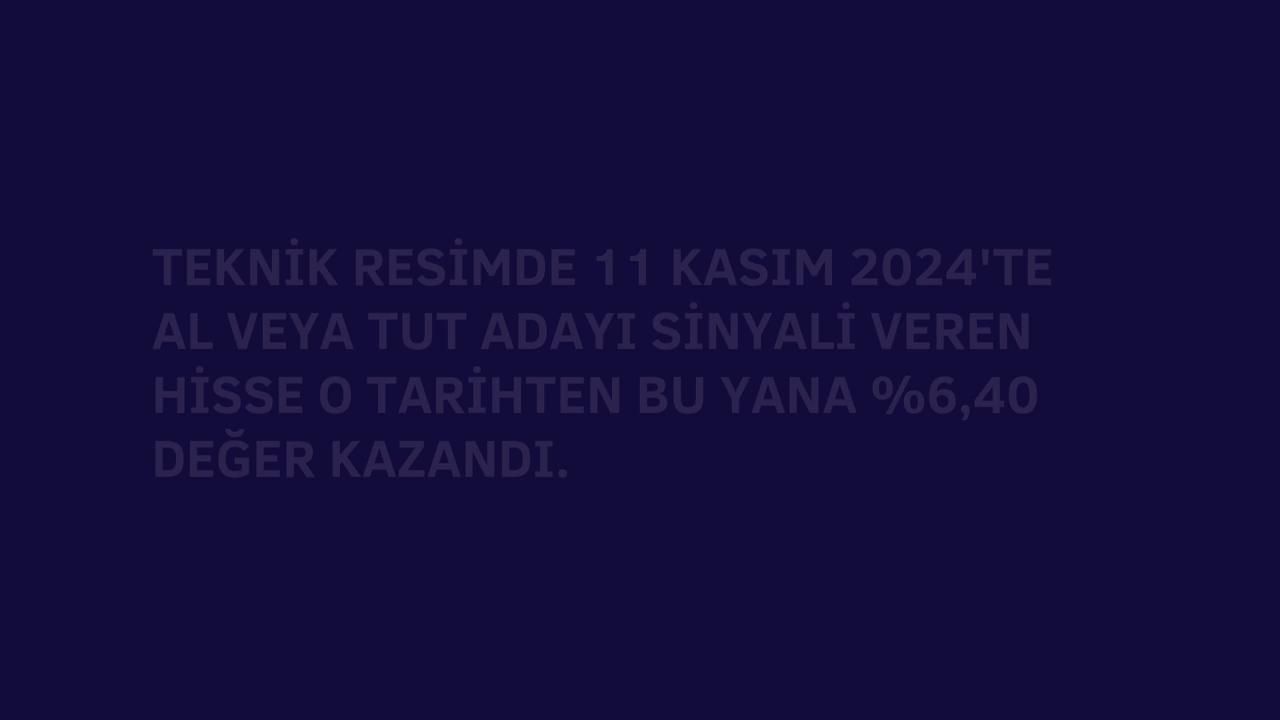 TEKNİK RESİMDE 11 KASIM 2024'TE
AL VEYA TUT ADAYI SİNYALİ VEREN
HİSSE O TARİHTEN BU YANA %6,40
DEĞER KAZANDI.